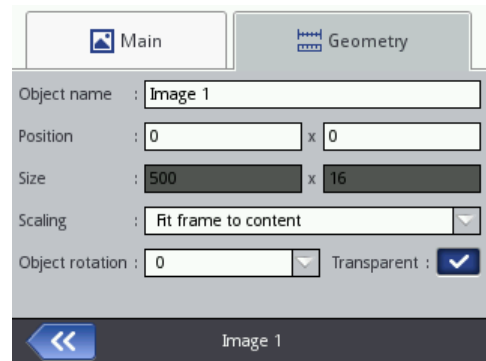 Main Geometry
Object name : Image 1
Position : 0 x 0
Size : 500 x 16
Scaling : Fit frame to content
Object rotation : 0 Transparent :
Image 1